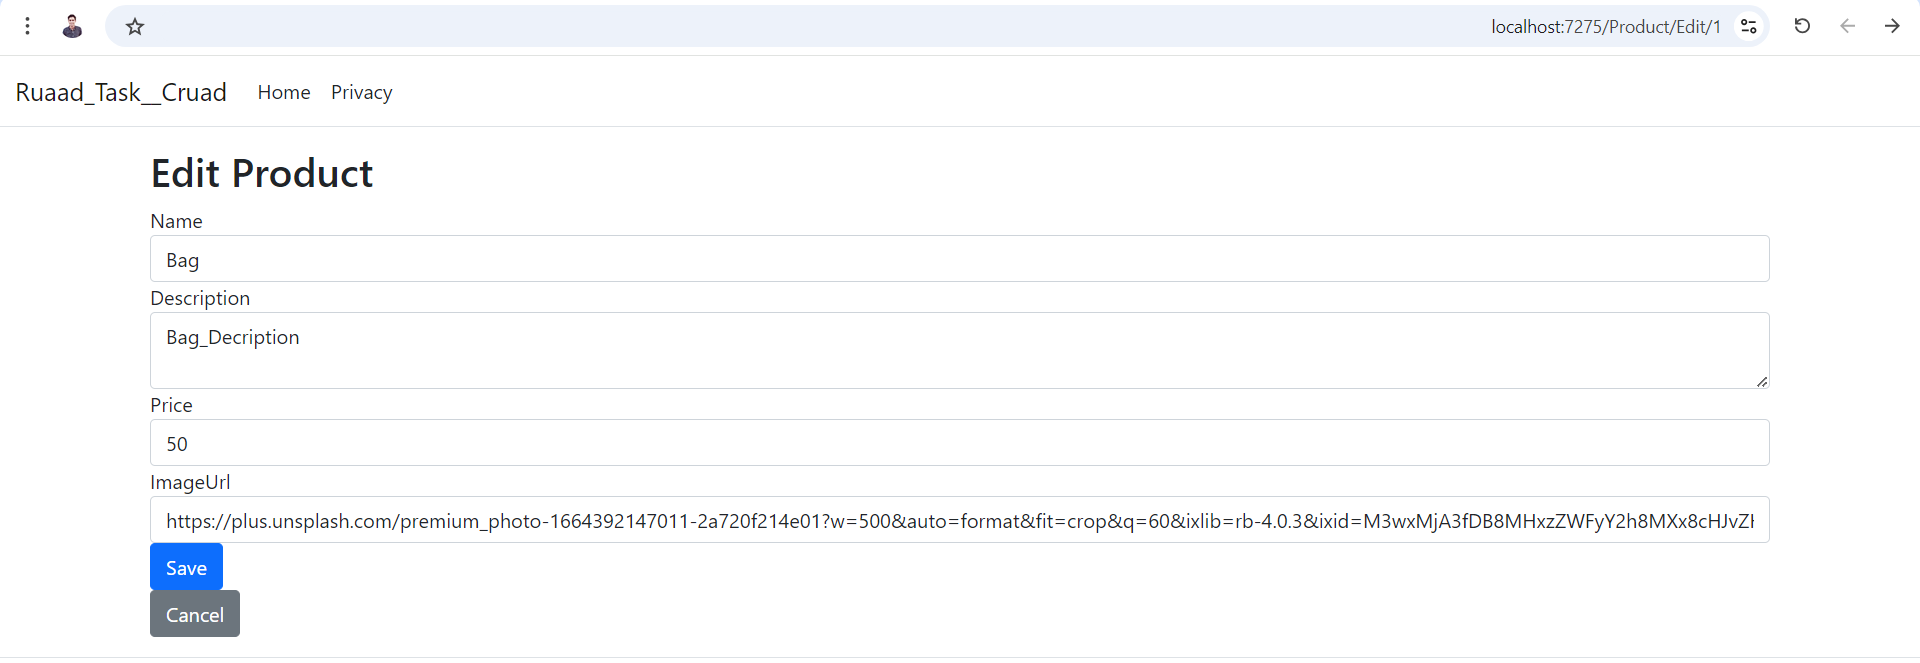 localhost:7275/Product/Edit/1
Ruaad_Task__Cruad Home Privacy
Edit Product
Name
Bag
Description
Bag_Decription
Price
50
ImageUrl
https://plus.unsplash.com/premium_photo-1664392147011-2a720f214e01?w=500&auto=format&fit=crop&q=60&ixlib=rb-4.0.3&ixid=M3wxMjA3fDB8MHxzZWFyY2h8MXx8cHJvZH
Save
Cancel